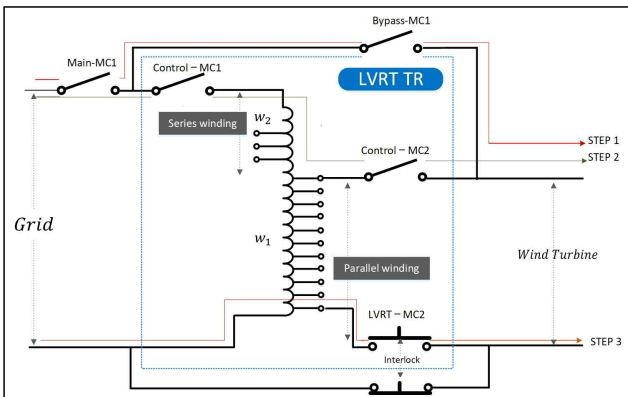 Bypass-MC1
Main-MC1
Control – MC1
LVRT TR
w₂
Series winding
STEP 1
Control – MC2
STEP 2
Grid
w₁
Wind Turbine
Parallel winding
LVRT – MC2
STEP 3
Interlock